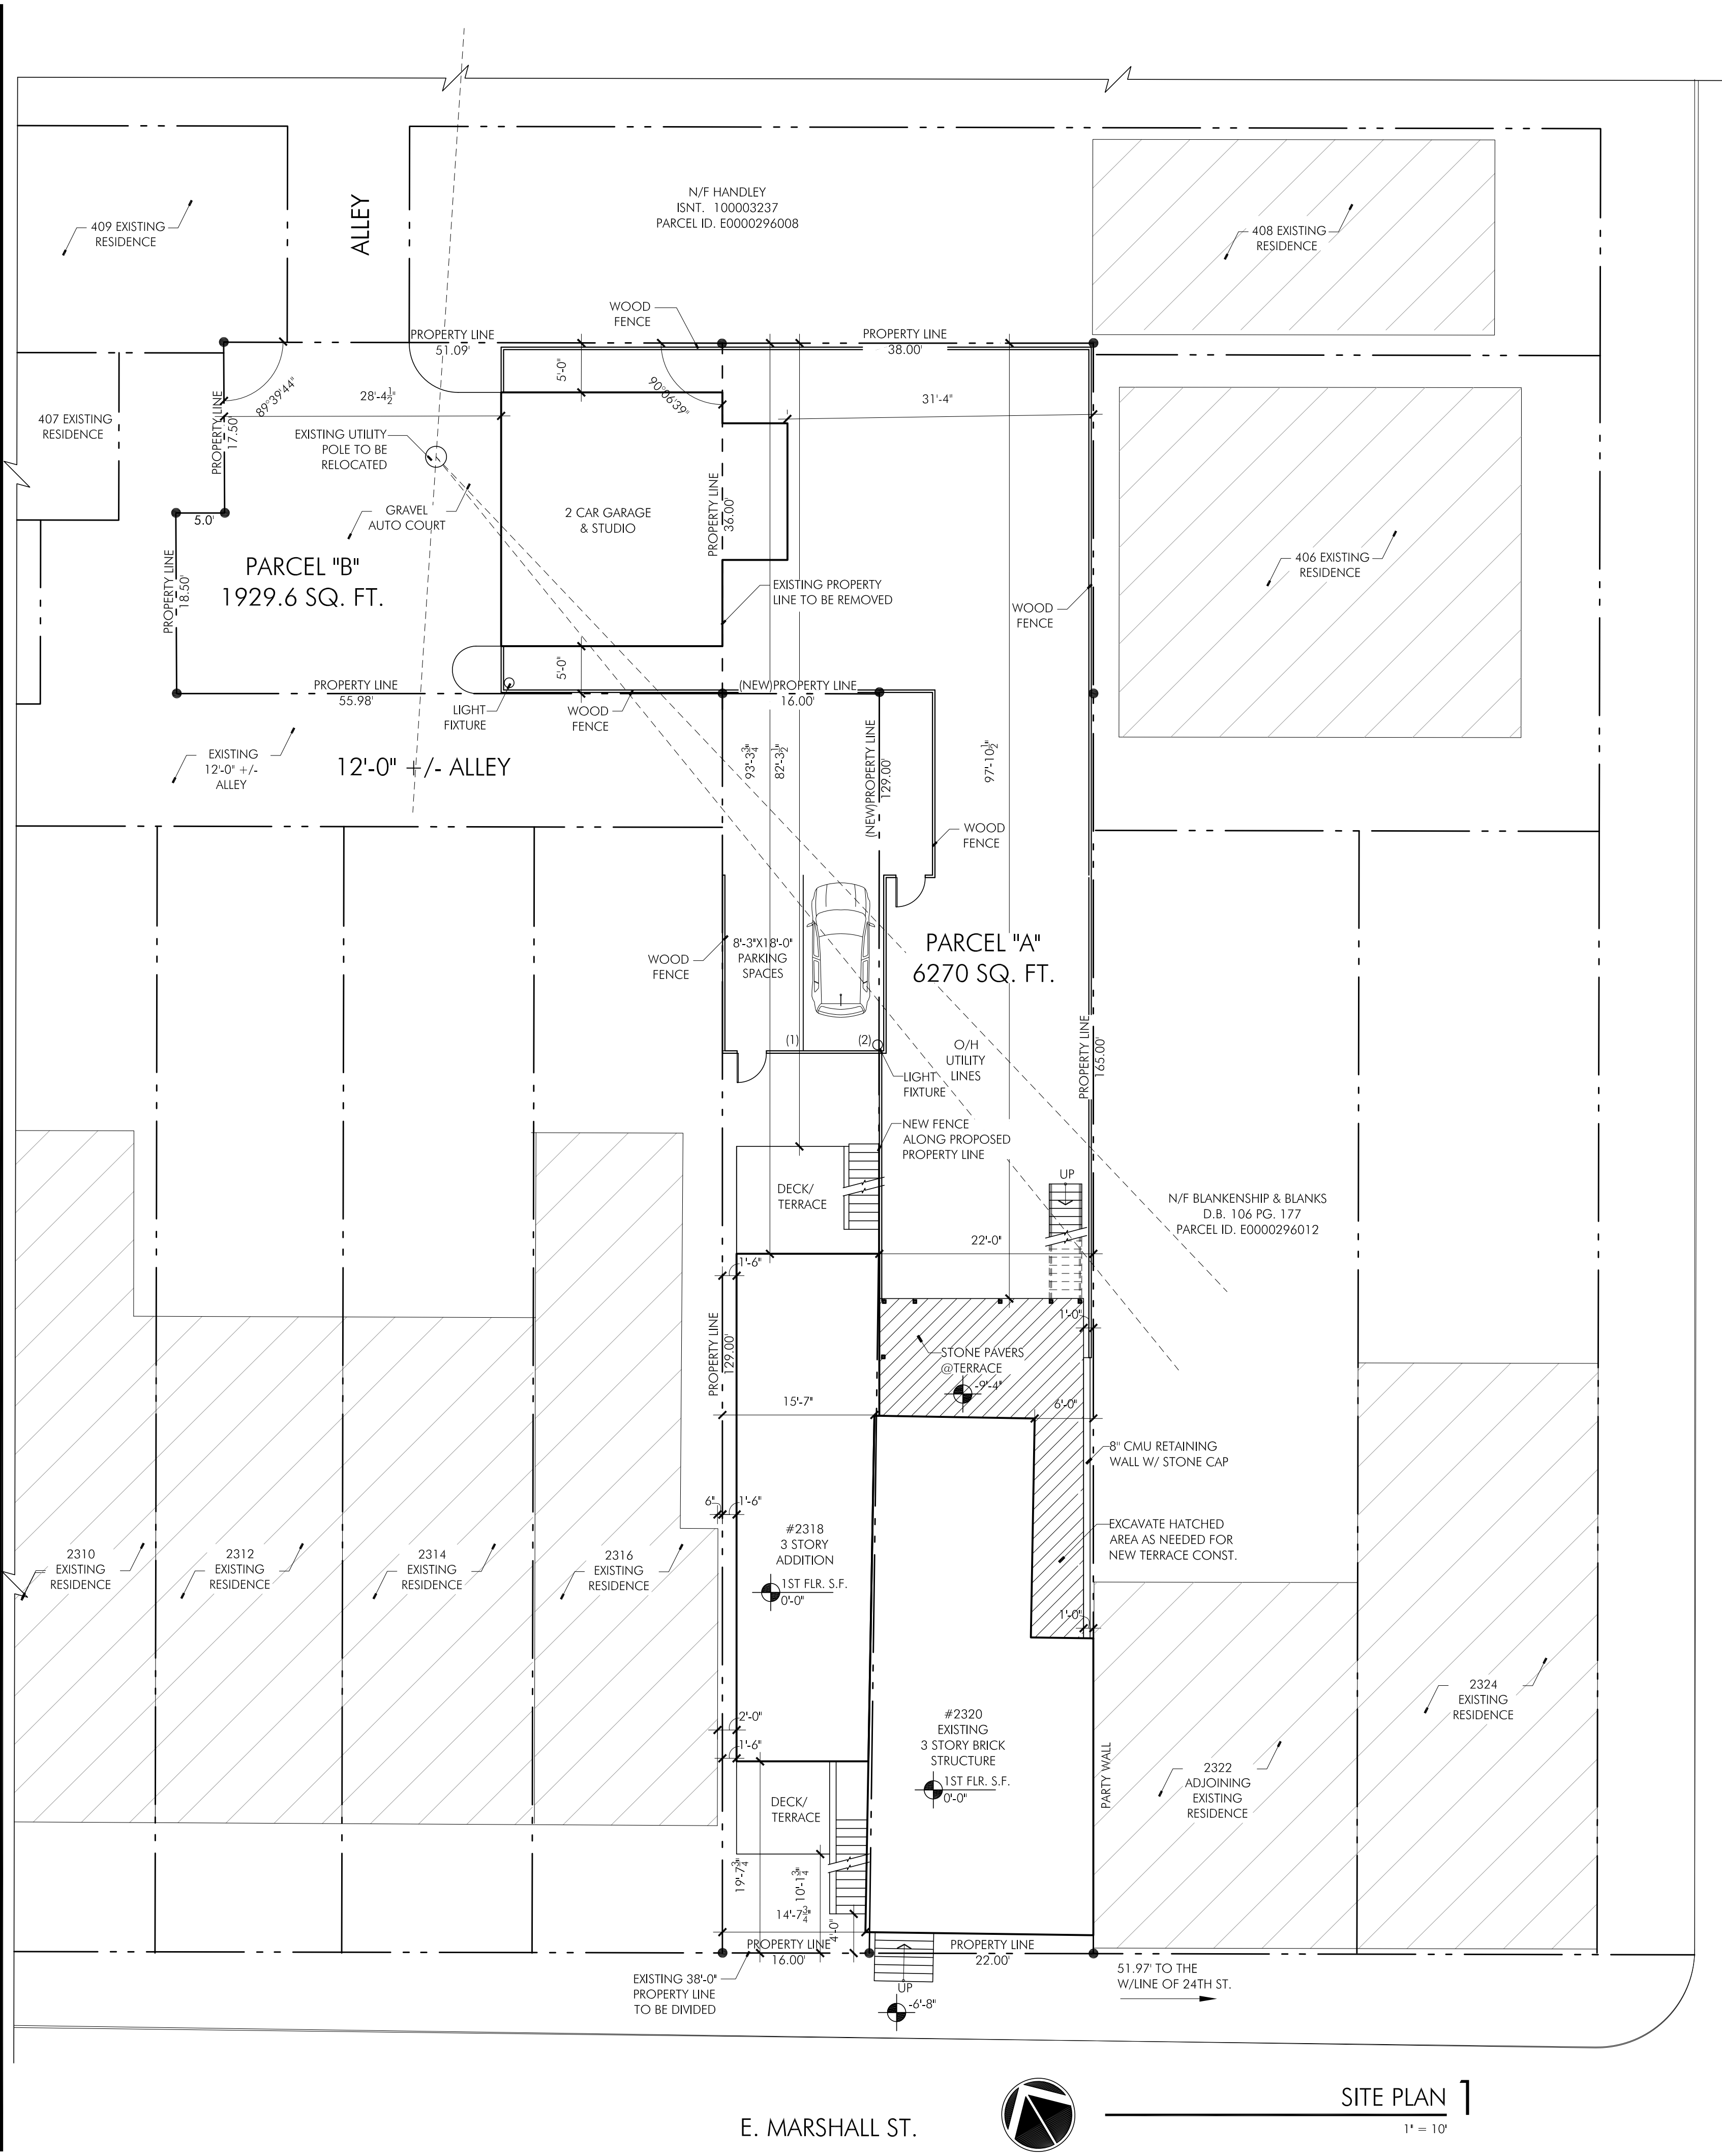 N/F HANDLEY
ISNT. 100003237
PARCEL ID. E0000296008
ALLEY
409 EXISTING
RESIDENCE
408 EXISTING
RESIDENCE
WOOD
FENCE
PROPERTY LINE
51.09'
PROPERTY LINE
38.00'
5'-0"
89°39'44"
90°06'39"
28'-4½"
31'-4"
407 EXISTING
RESIDENCE
PROPERTY LINE
17.50'
EXISTING UTILITY
POLE TO BE
RELOCATED
GRAVEL
AUTO COURT
2 CAR GARAGE
& STUDIO
PROPERTY LINE
36.00'
5.0'
PROPERTY LINE
18.50'
PARCEL "B"
1929.6 SQ. FT.
EXISTING PROPERTY
LINE TO BE REMOVED
WOOD
FENCE
406 EXISTING
RESIDENCE
5'-0"
PROPERTY LINE
55.98'
(NEW)PROPERTY LINE
16.00'
LIGHT
FIXTURE
WOOD
FENCE
EXISTING
12'-0" +/-
ALLEY
12'-0" +/- ALLEY
93'-3¾"
82'-3½"
(NEW)PROPERTY LINE
129.00'
97'-10½"
WOOD
FENCE
WOOD
FENCE
8'-3"X18'-0"
PARKING
SPACES
PARCEL "A"
6270 SQ. FT.
(1)
(2)
O/H
UTILITY
LINES
LIGHT
FIXTURE
PROPERTY LINE
165.00'
NEW FENCE
ALONG PROPOSED
PROPERTY LINE
UP
DECK/
TERRACE
N/F BLANKENSHIP & BLANKS
D.B. 106 PG. 177
PARCEL ID. E0000296012
22'-0"
1'-6"
1'-0"
PROPERTY LINE
129.00'
STONE PAVERS
@TERRACE
-9'-4"
15'-7"
6'-0"
8" CMU RETAINING
WALL W/ STONE CAP
6"
1'-6"
EXCAVATE HATCHED
AREA AS NEEDED FOR
NEW TERRACE CONST.
#2318
3 STORY
ADDITION
1ST FLR. S.F.
0'-0"
2310
EXISTING
RESIDENCE
2312
EXISTING
RESIDENCE
2314
EXISTING
RESIDENCE
2316
EXISTING
RESIDENCE
1'-0"
2324
EXISTING
RESIDENCE
2'-0"
1'-6"
#2320
EXISTING
3 STORY BRICK
STRUCTURE
1ST FLR. S.F.
0'-0"
PARTY WALL
2322
ADJOINING
EXISTING
RESIDENCE
DECK/
TERRACE
19'-7¾"
10'-1¾"
14'-7¾"
4'-0"
PROPERTY LINE
16.00'
PROPERTY LINE
22.00'
EXISTING 38'-0"
PROPERTY LINE
TO BE DIVIDED
UP
-6'-8"
51.97' TO THE
W/LINE OF 24TH ST.
E. MARSHALL ST.
SITE PLAN 1
1" = 10'